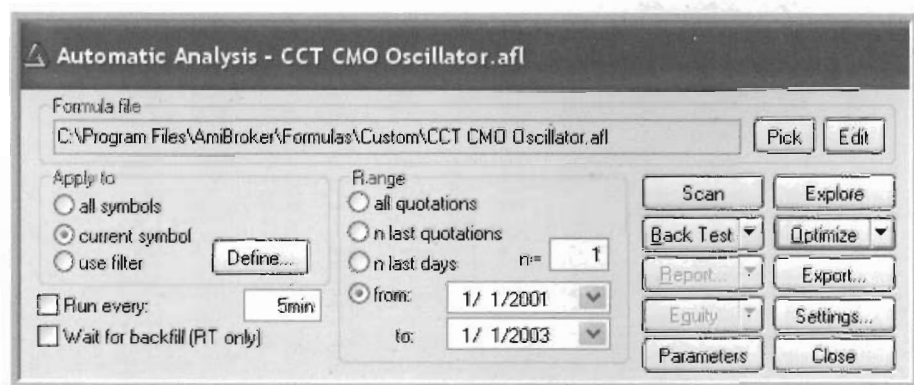 Automatic Analysis - CCT CMO Oscillator.afl
Formula file
C:\Program Files\AmiBroker\Formulas\Custom\CCT CMO Oscillator.afl
Pick
Edit
Apply to
all symbols
current symbol
use filter
Define...
Run every:
5min
Wait for backfill (RT only)
Range
all quotations
n last quotations
n last days
n=
1
from:
1/ 1/2001
to:
1/ 1/2003
Scan
Explore
Back Test
Optimize
Report...
Export...
Equity
Settings...
Parameters
Close